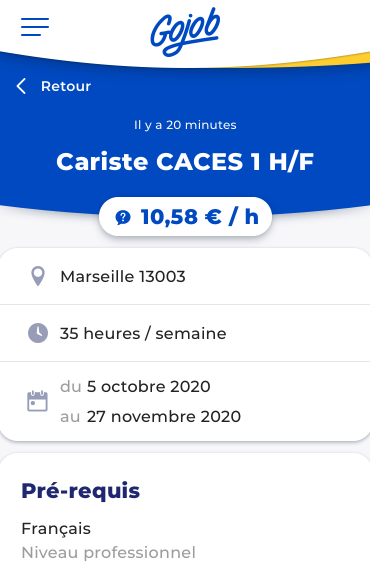 Gojob
Retour
Il y a 20 minutes
Cariste CACES 1 H/F
10,58 € / h
Marseille 13003
35 heures / semaine
du 5 octobre 2020
au 27 novembre 2020
Pré-requis
Français
Niveau professionnel